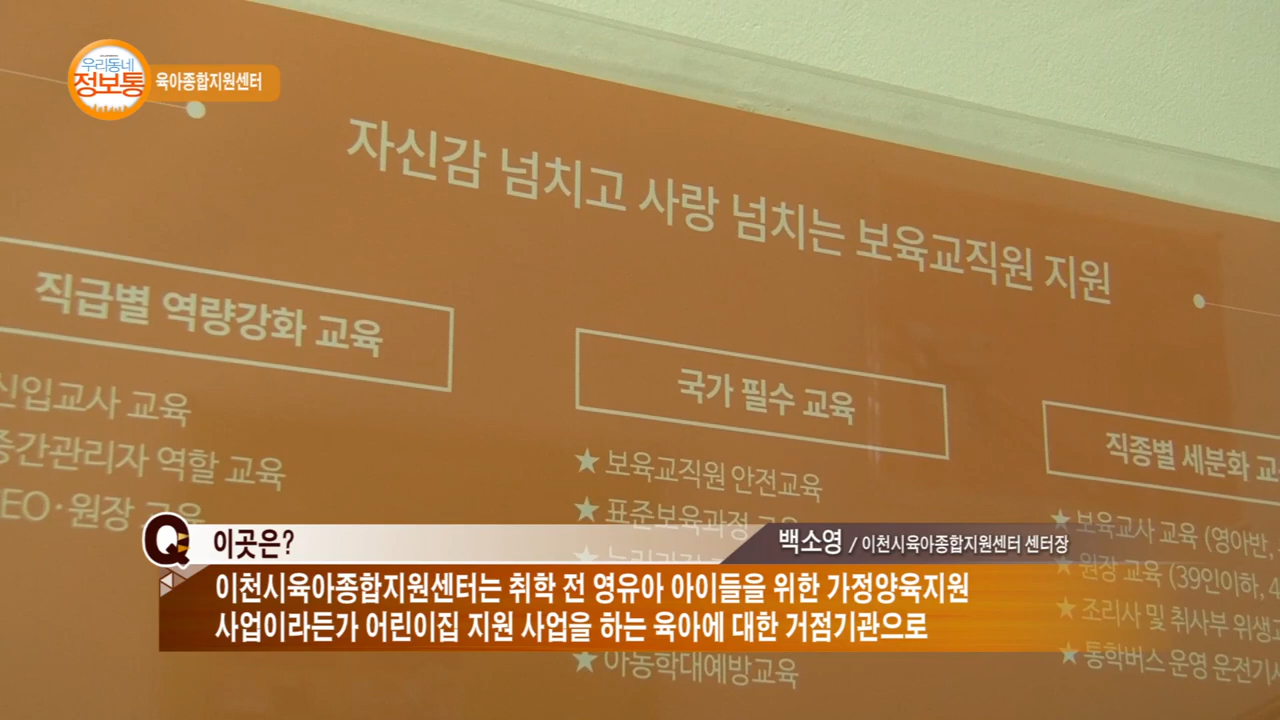 우리동네
정보통
육아종합지원센터
자신감 넘치고 사랑 넘치는 보육교직원 지원
직급별 역량강화 교육
신입교사 교육
중간관리자 역할 교육
EO·원장 교육
국가 필수 교육
★ 보육교직원 안전교육
★ 표준보육과정 교육
★ 아동학대예방교육
직종별 세분화
★ 보육교사 교육 (영아반,
★ 원장 교육 (39인이하, 4
★ 조리사 및 취사부 위생
★ 통학버스 운영 운전기사
Q 이곳은?
백소영 / 이천시육아종합지원센터 센터장
이천시육아종합지원센터는 취학 전 영유아 아이들을 위한 가정양육지원
사업이라든가 어린이집 지원 사업을 하는 육아에 대한 거점기관으로